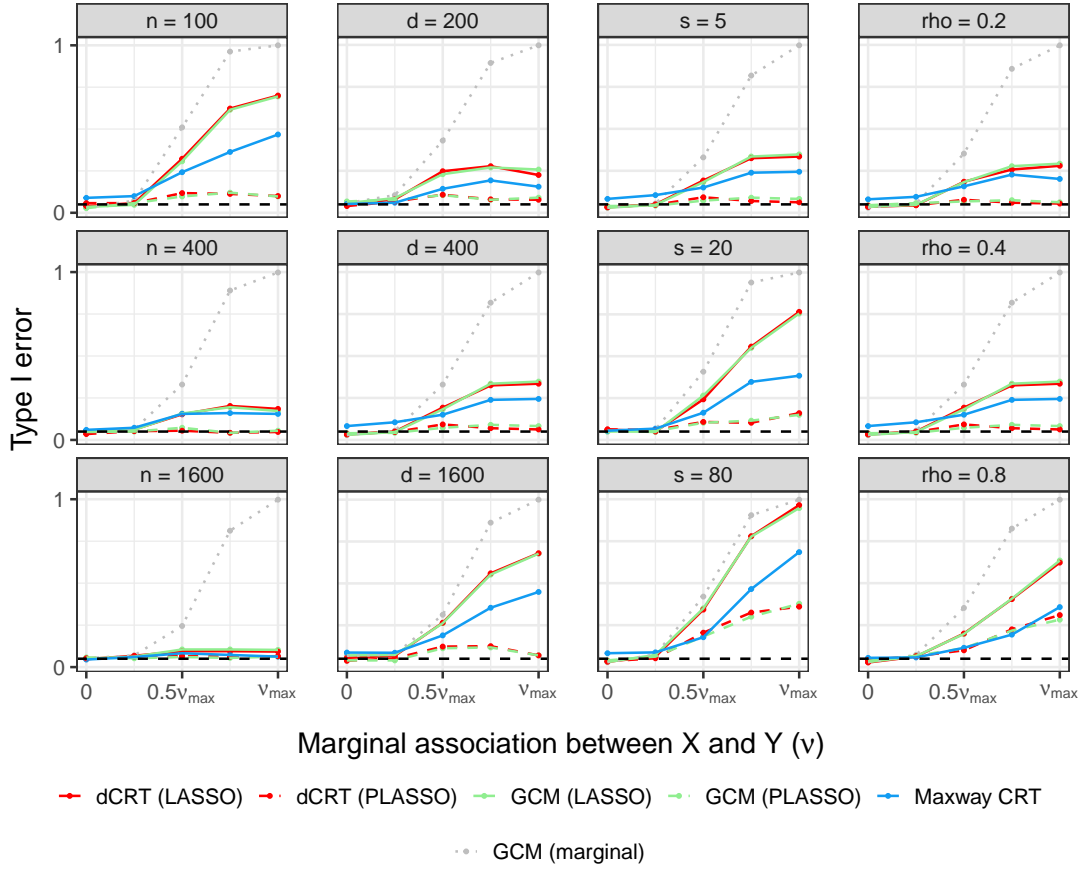 n = 100
d = 200
s = 5
rho = 0.2
1
0
n = 400
d = 400
s = 20
rho = 0.4
1
0
n = 1600
d = 1600
s = 80
rho = 0.8
1
0
Type I error
0 0.5νmax νmax
0 0.5νmax νmax
0 0.5νmax νmax
0 0.5νmax νmax
Marginal association between X and Y (ν)
dCRT (LASSO) dCRT (PLASSO) GCM (LASSO) GCM (PLASSO) Maxway CRT
GCM (marginal)